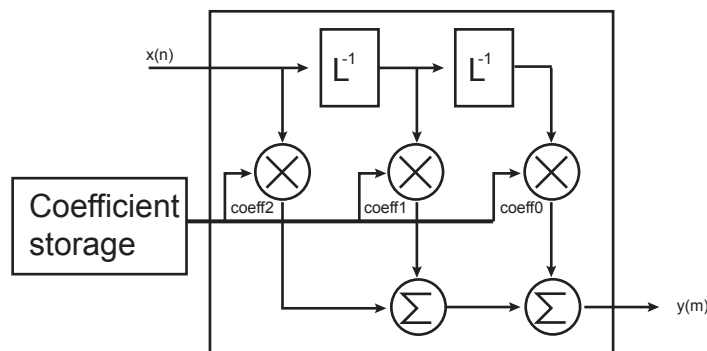 x(n)
L-1
L-1
Coefficient
storage
coeff2
coeff1
coeff0
Σ
Σ
y(m)